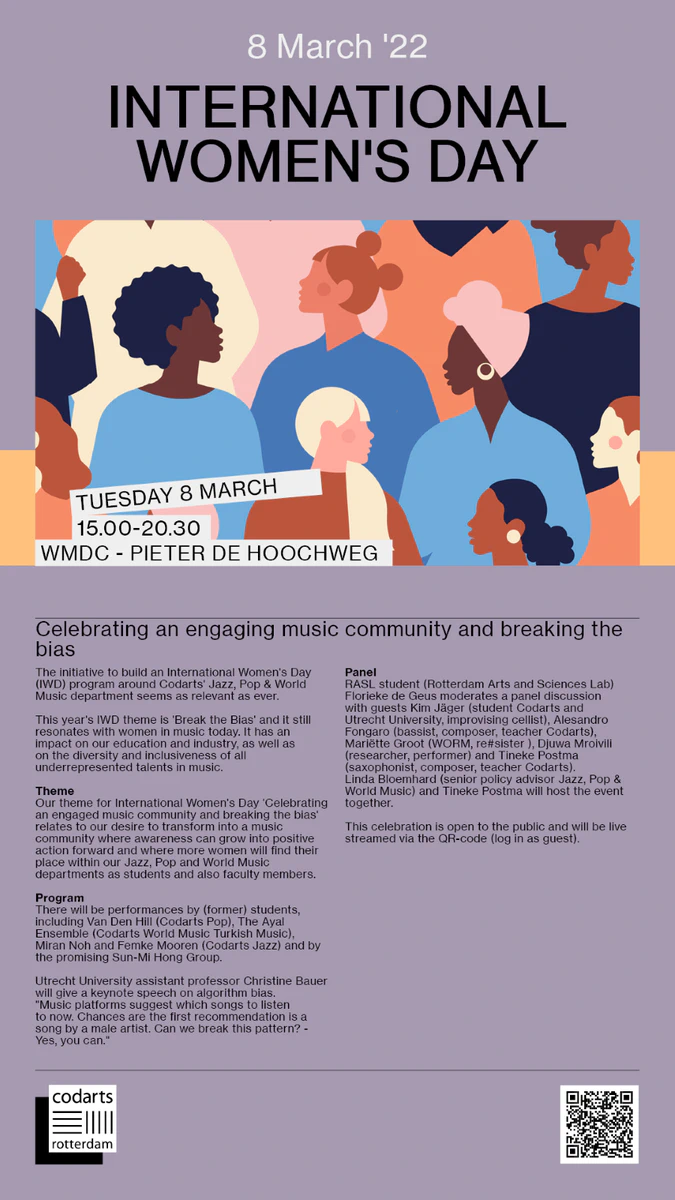 8 March '22
INTERNATIONAL
WOMEN'S DAY
TUESDAY 8 MARCH
15.00-20.30
WMDC - PIETER DE HOOCHWEG
Celebrating an engaging music community and breaking the
bias
The initiative to build an International Women's Day
(IWD) program around Codarts' Jazz, Pop & World
Music department seems as relevant as ever.
This year's IWD theme is 'Break the Bias' and it still
resonates with women in music today. It has an
impact on our education and industry, as well as
on the diversity and inclusiveness of all
underrepresented talents in music.
Theme
Our theme for International Women's Day 'Celebrating
an engaged music community and breaking the bias'
relates to our desire to transform into a music
community where awareness can grow into positive
action forward and where more women will find their
place within our Jazz, Pop and World Music
departments as students and also faculty members.
Program
There will be performances by (former) students,
including Van Den Hill (Codarts Pop), The Ayal
Ensemble (Codarts World Music Turkish Music),
Miran Noh and Femke Mooren (Codarts Jazz) and by
the promising Sun-Mi Hong Group.
Utrecht University assistant professor Christine Bauer
will give a keynote speech on algorithm bias.
"Music platforms suggest which songs to listen
to now. Chances are the first recommendation is a
song by a male artist. Can we break this pattern? -
Yes, you can."
Panel
RASL student (Rotterdam Arts and Sciences Lab)
Florieke de Geus moderates a panel discussion
with guests Kim Jäger (student Codarts and
Utrecht University, improvising cellist), Alesandro
Fongaro (bassist, composer, teacher Codarts),
Mariëtte Groot (WORM, re#sister ), Djuwa Mroivili
(researcher, performer) and Tineke Postma
(saxophonist, composer, teacher Codarts).
Linda Bloemhard (senior policy advisor Jazz, Pop &
World Music) and Tineke Postma will host the event
together.
This celebration is open to the public and will be live
streamed via the QR-code (log in as guest).
codarts
rotterdam